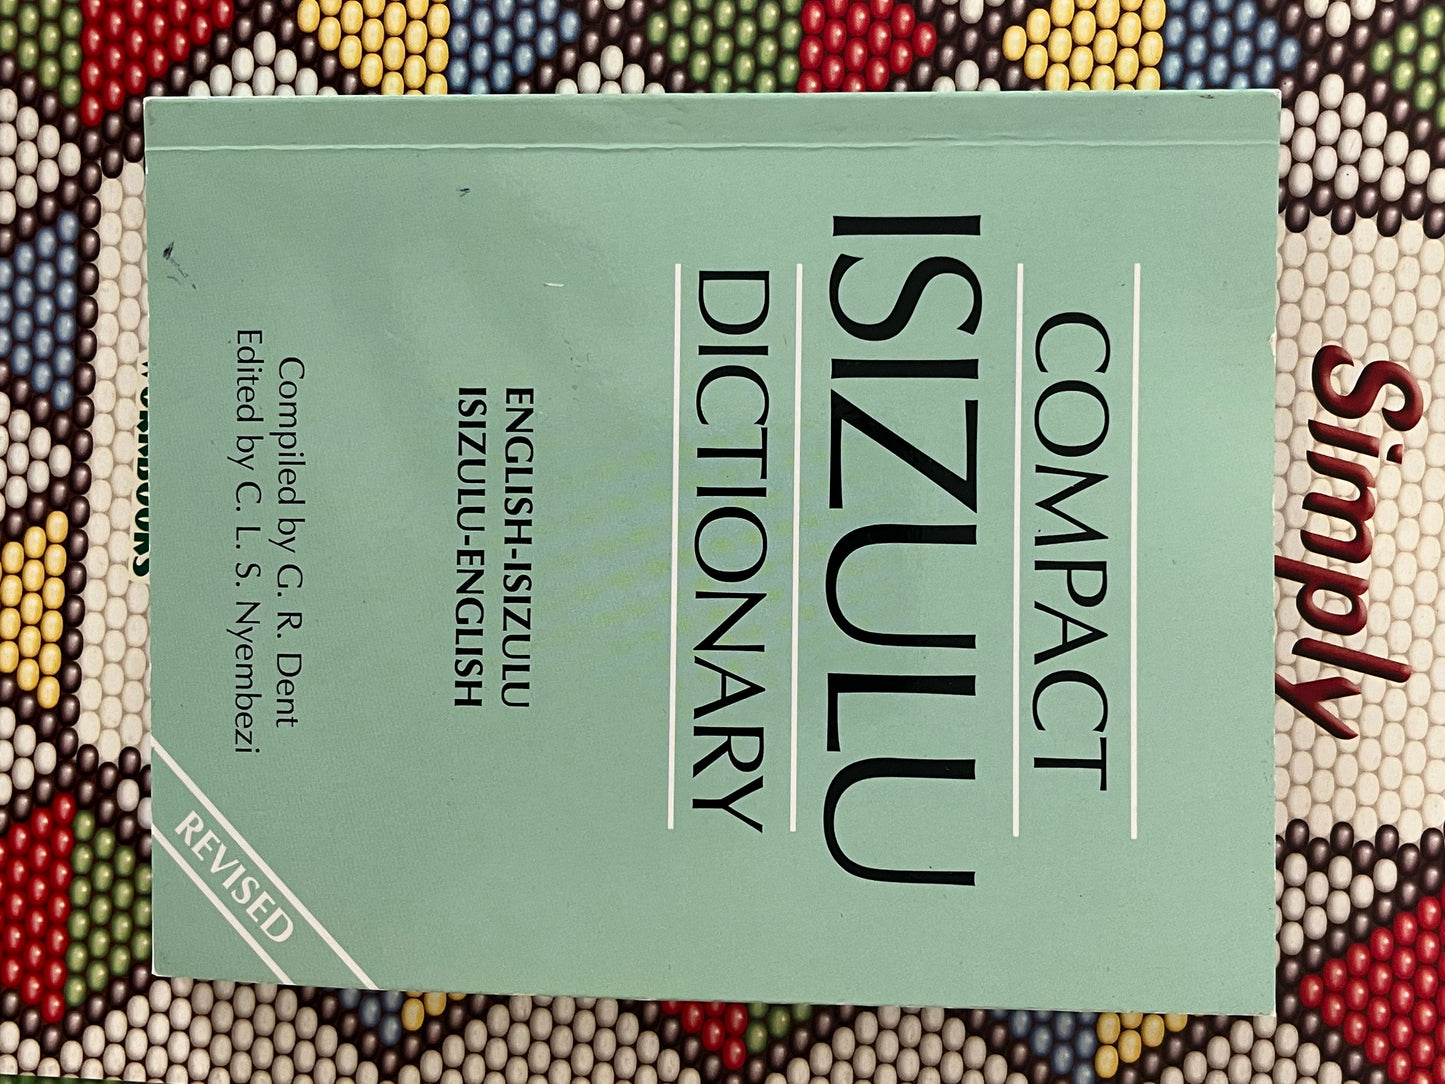 Simply
COMPACT
ISIZULU
DICTIONARY
ENGLISH-ISIZULU
ISIZULU-ENGLISH
Compiled by G. R. Dent
Edited by C. L. S. Nyembezi
REVISED